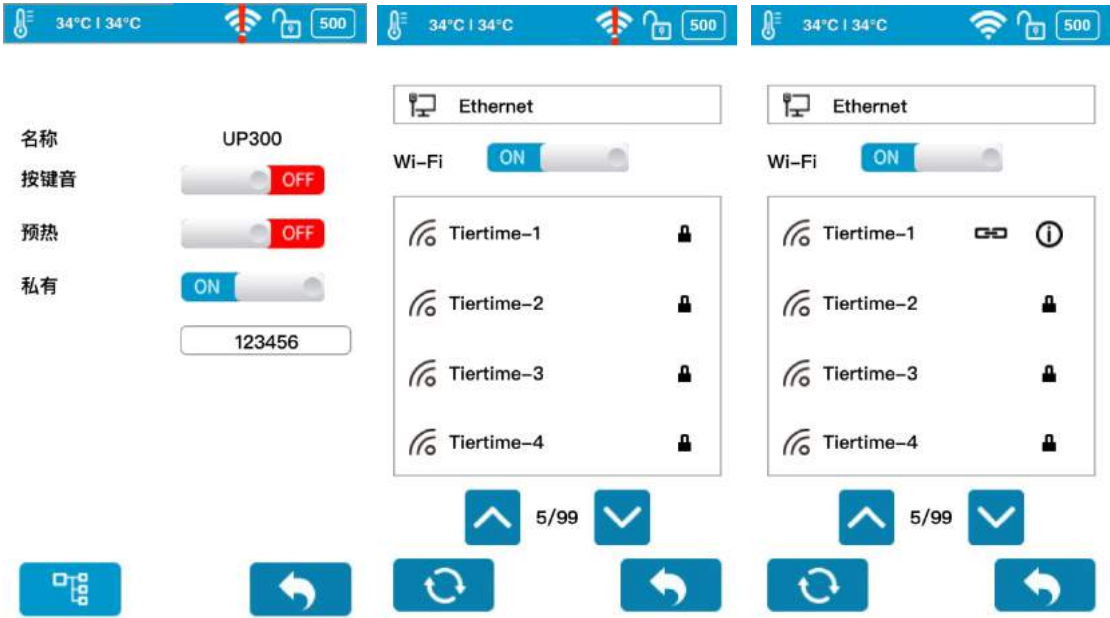 34°C | 34°C
500
名称 UP300
按键音 OFF
预热 OFF
私有 ON
123456
34°C | 34°C
500
Ethernet
Wi-Fi ON
Tiertime-1
Tiertime-2
Tiertime-3
Tiertime-4
5/99
34°C | 34°C
500
Ethernet
Wi-Fi ON
Tiertime-1
Tiertime-2
Tiertime-3
Tiertime-4
5/99